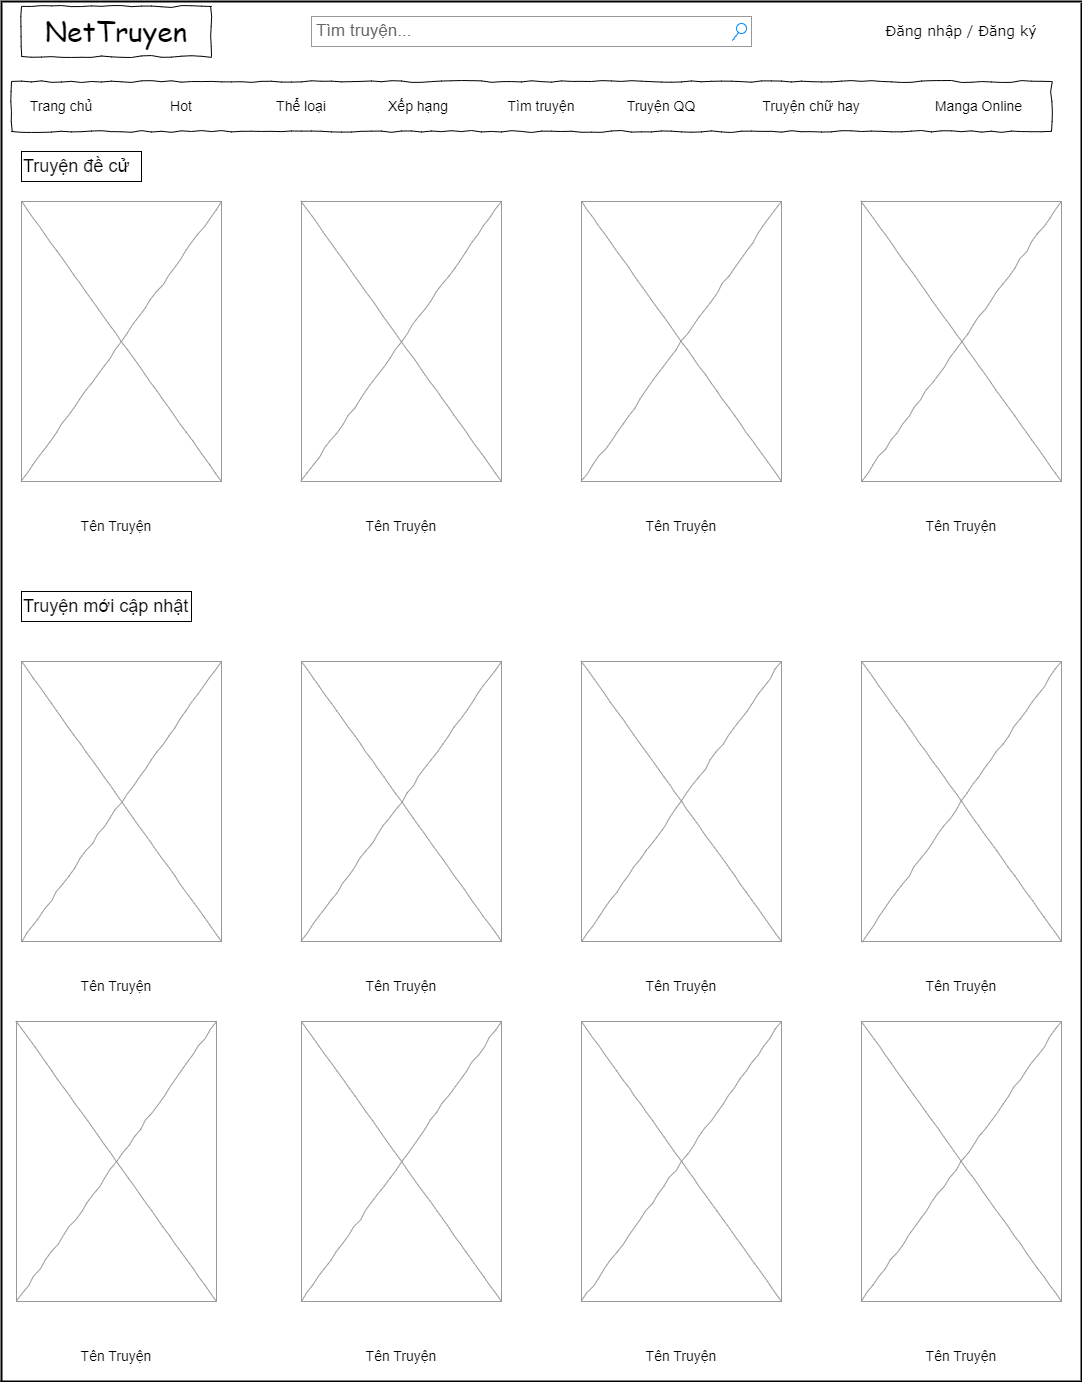 NetTruyen
Tìm truyện...
Đăng nhập / Đăng ký
Trang chủ Hot Thể loại Xếp hạng Tìm truyện Truyện QQ Truyện chữ hay Manga Online
Truyện đề cử
Tên Truyện Tên Truyện Tên Truyện Tên Truyện
Truyện mới cập nhật
Tên Truyện Tên Truyện Tên Truyện Tên Truyện
Tên Truyện Tên Truyện Tên Truyện Tên Truyện